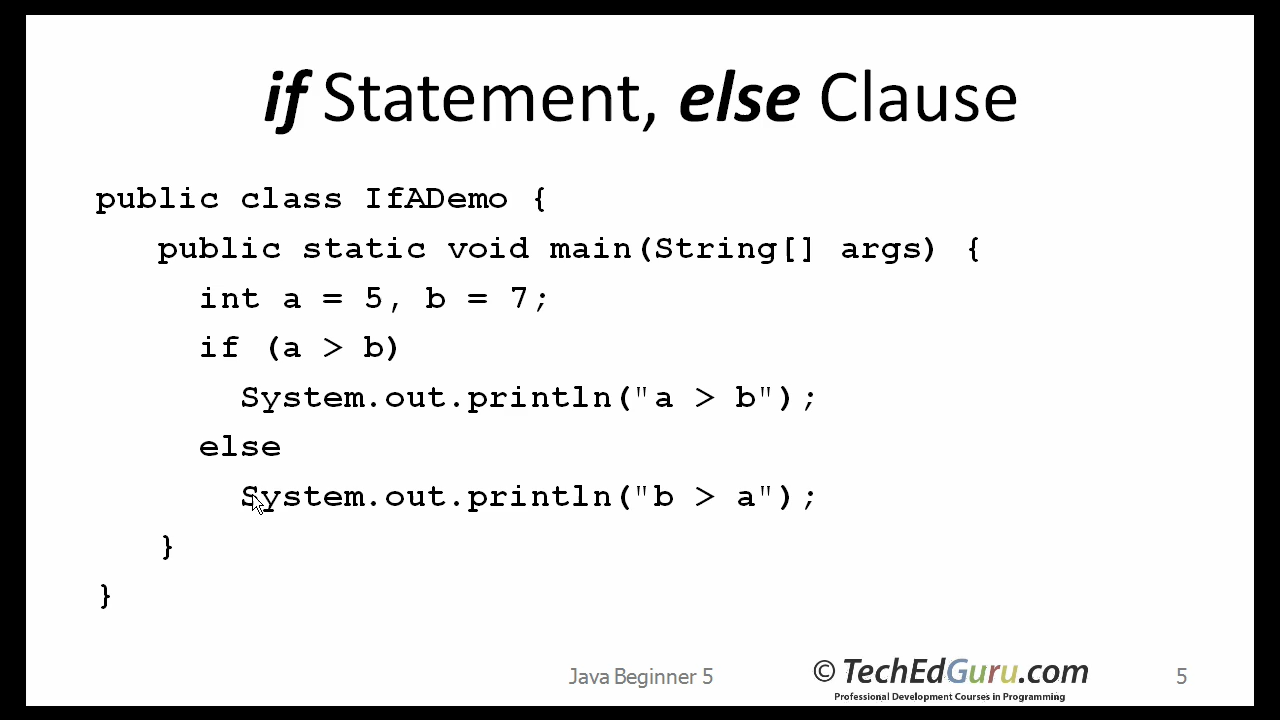 if Statement, else Clause
public class IfADemo {
public static void main(String[] args) {
int a = 5, b = 7;
if (a > b)
System.out.println("a > b");
else
System.out.println("b > a");
}
}
Java Beginner 5
© TechEdGuru.com
Professional Development Courses in Programming
5